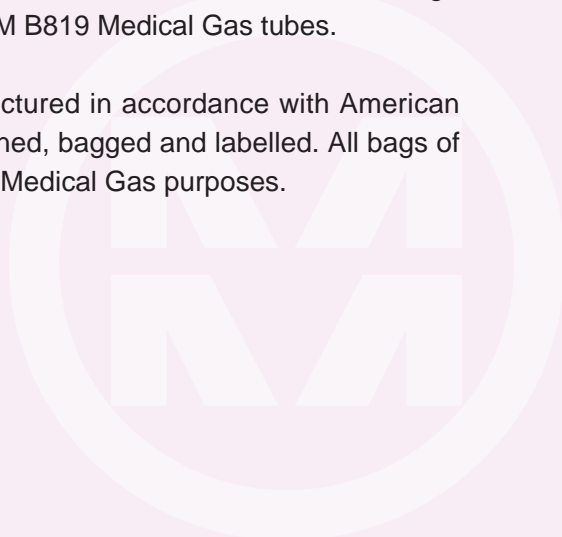 M B819 Medical Gas tubes.
ctured in accordance with American
ned, bagged and labelled. All bags of
Medical Gas purposes.